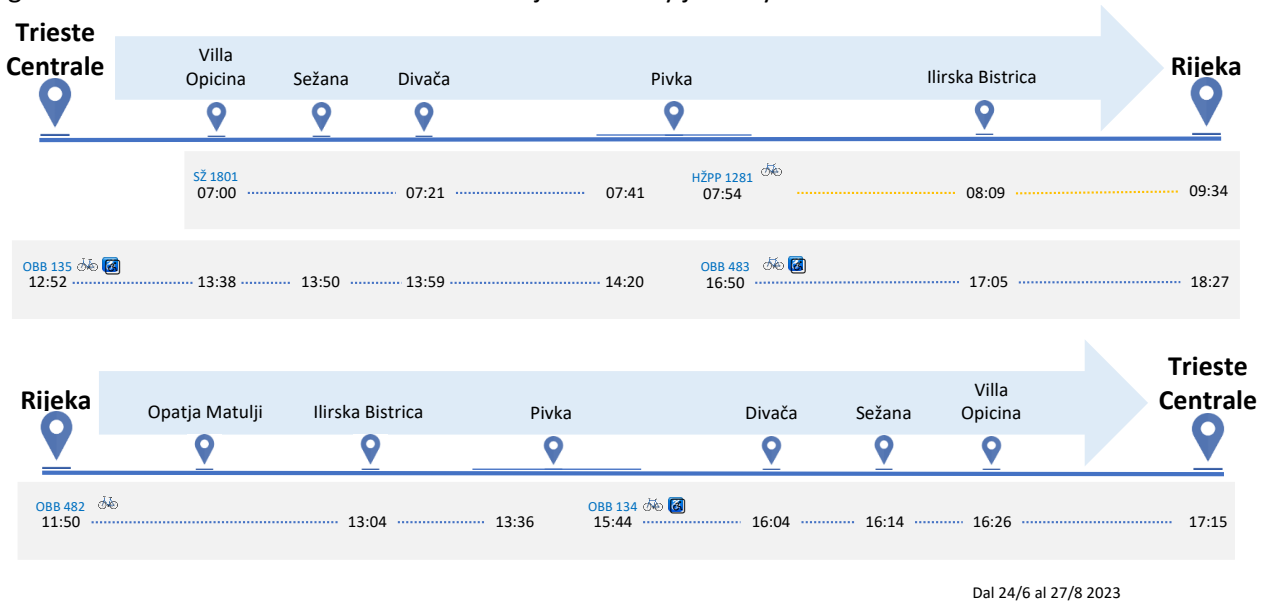 Trieste
Centrale
Villa
Opicina
Sežana
Divača
Pivka
Ilirska Bistrica
Rijeka
SŽ 1801
07:00
07:21
07:41
HŽPP 1281
07:54
08:09
09:34
OBB 135
12:52
13:38
13:50
13:59
14:20
OBB 483
16:50
17:05
18:27
Rijeka
Opatja Matulji
Ilirska Bistrica
Pivka
Divača
Sežana
Villa
Opicina
Trieste
Centrale
OBB 482
11:50
13:04
13:36
OBB 134
15:44
16:04
16:14
16:26
17:15
Dal 24/6 al 27/8 2023